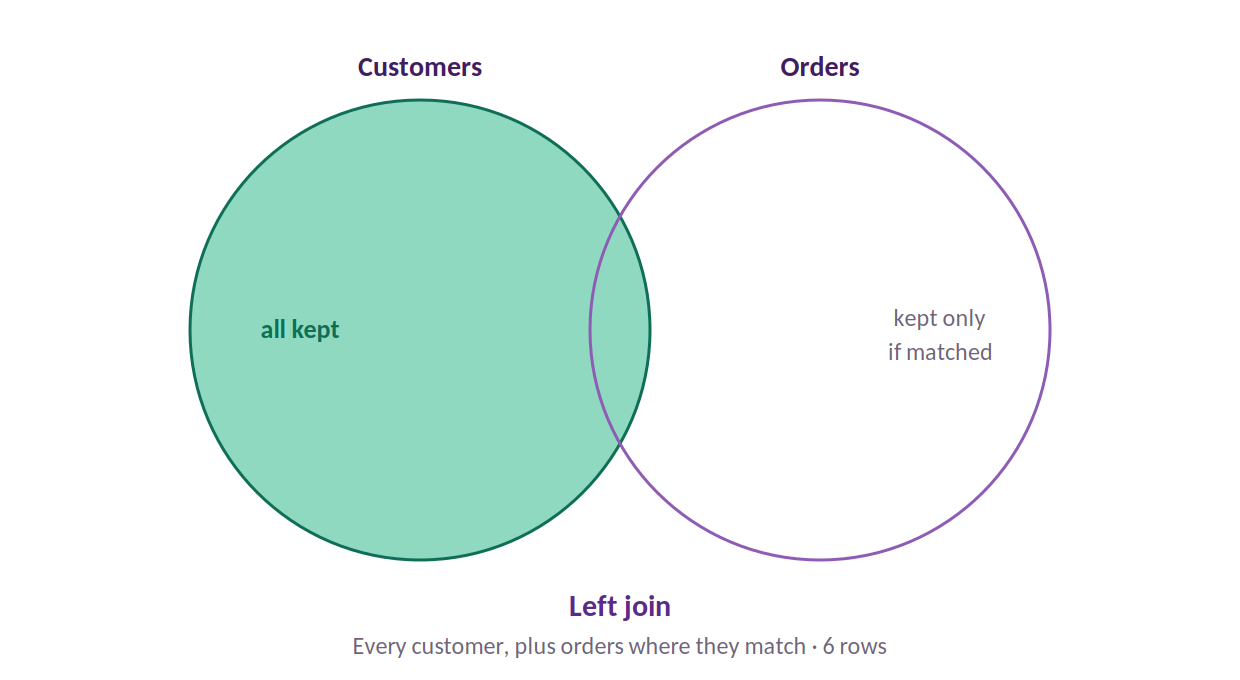 Customers
Orders
all kept
kept only
if matched
Left join
Every customer, plus orders where they match · 6 rows